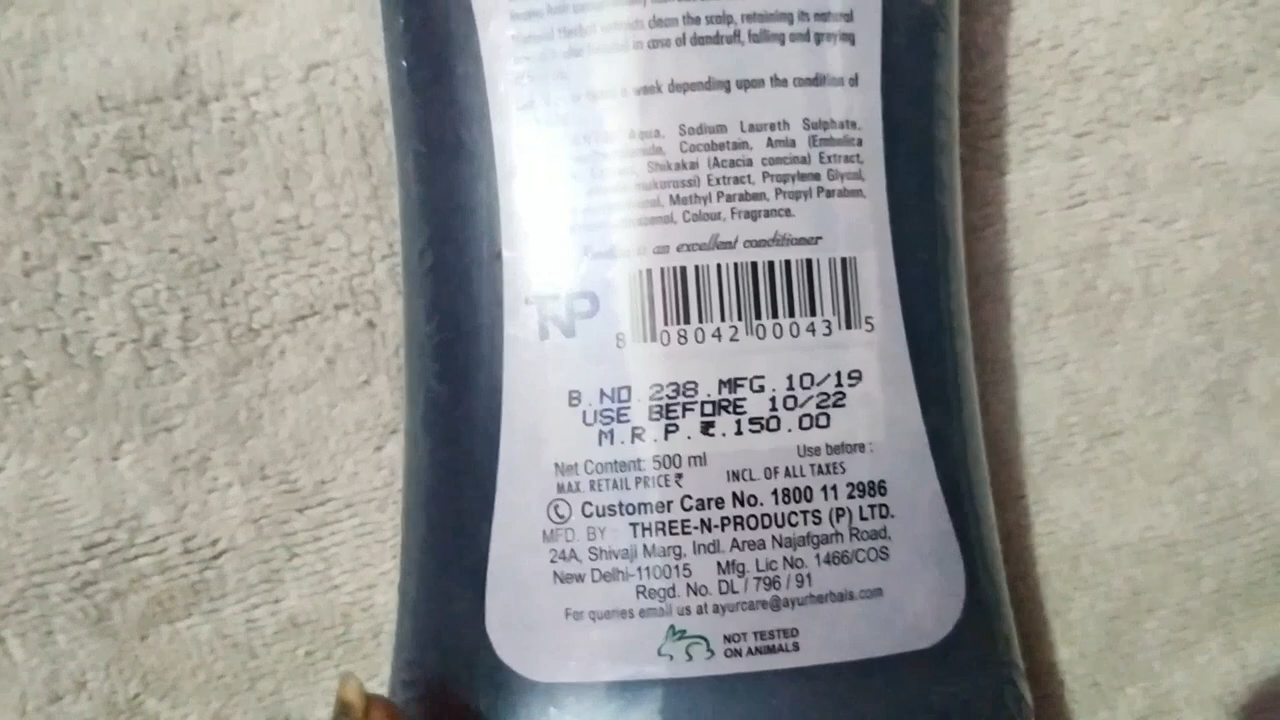 clean the scalp, retaining its natural
in case of dandruff, falling and greying
week depending upon the condition of
Aqua, Sodium Laureth Sulphate,
Cocobetain, Amla (Embelica
Shikakai (Acacia concina) Extract,
Extract, Propylene Glycol,
Methyl Paraben, Propyl Paraben,
Colour, Fragrance.
an excellent conditioner
TNP
8 08042 00043 5
B.NO.238.MFG.10/19
USE BEFORE 10/22
M.R.P.₹.150.00
Use before :
Net Content: 500 ml
MAX. RETAIL PRICE ₹ INCL. OF ALL TAXES
Customer Care No. 1800 11 2986
MFD. BY : THREE-N-PRODUCTS (P) LTD.
24A, Shivaji Marg, Indl. Area Najafgarh Road,
New Delhi-110015 Mfg. Lic No. 1466/COS
Regd. No. DL / 796 / 91
For queries email us at ayurcare@ayurherbals.com
NOT TESTED
ON ANIMALS